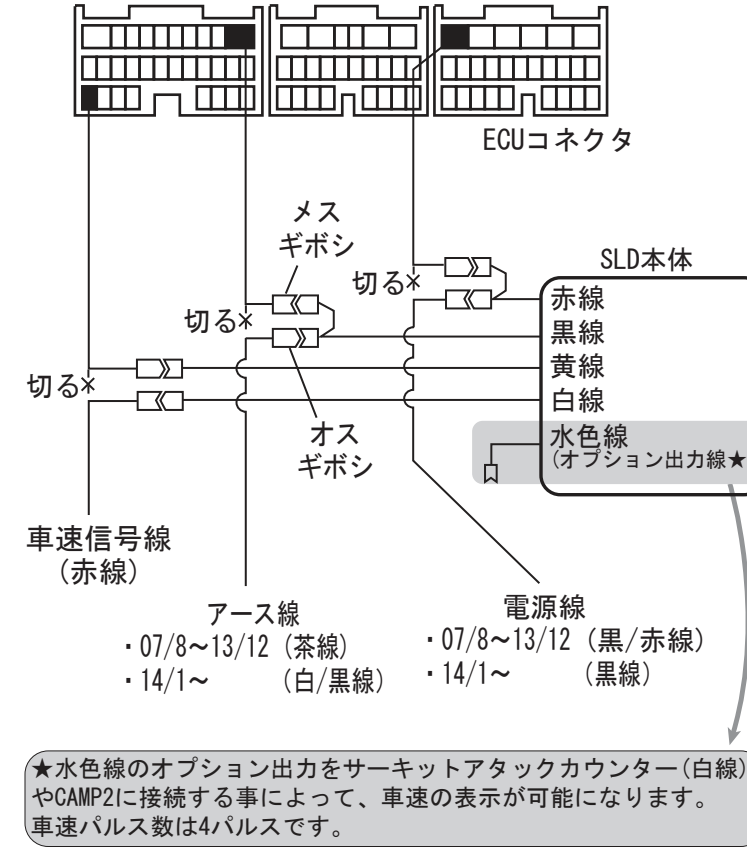 ECUコネクタ
メス
ギボシ
SLD本体
切る×
赤線
切る×
黒線
黄線
切る×
白線
オス
ギボシ
水色線
(オプション出力線★
車速信号線
(赤線)
アース線
・07/8〜13/12 (茶線)
・14/1〜 (白/黒線)
電源線
・07/8〜13/12 (黒/赤線)
・14/1〜 (黒線)
★水色線のオプション出力をサーキットアタックカウンター(白線)
やCAMP2に接続する事によって、車速の表示が可能になります。
車速パルス数は4パルスです。